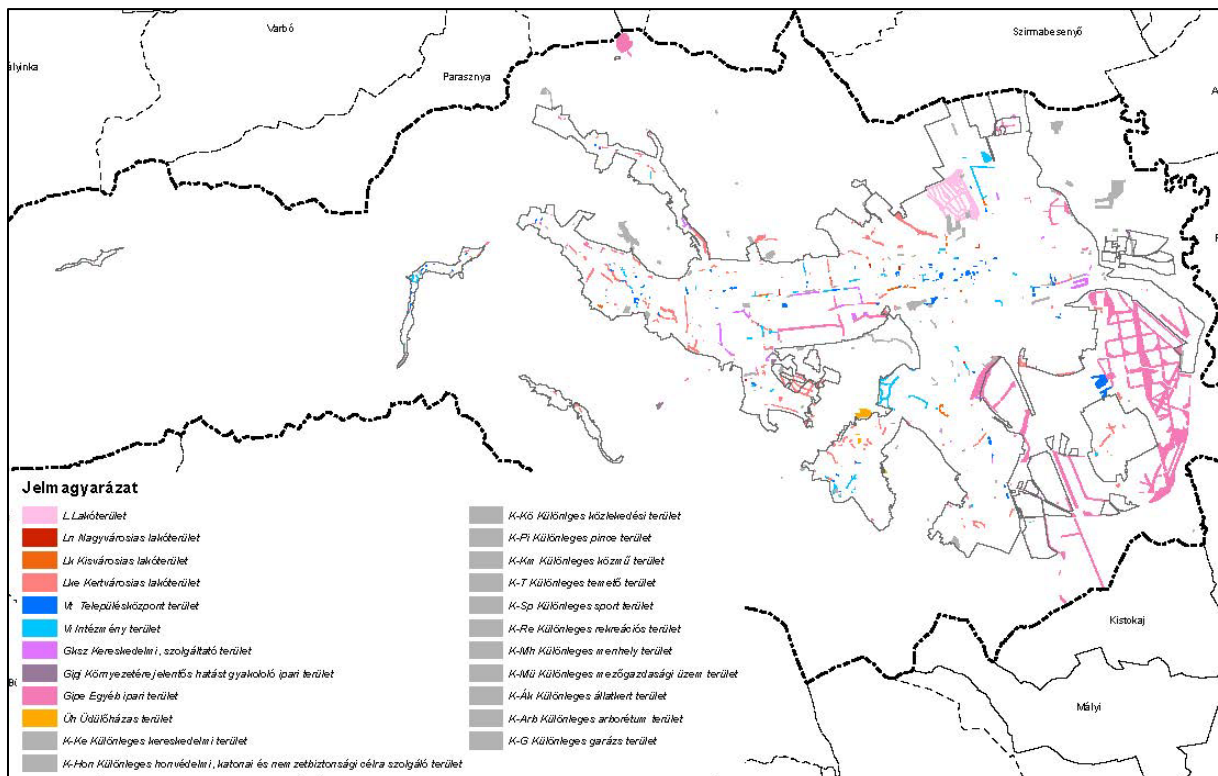 Varbó
Szirmabesenyő
ályinka
Parasznya
A
Jelmagyarázat
L Lakóterület
Ln Nagyvárosias lakóterület
Lk Kisvárosias lakóterület
Lke Kertvárosias lakóterület
Vt Településközpont terület
Vi Intézmény terület
Gksz Kereskedelmi, szolgáltató terület
Gipj Környezetére jelentős hatást gyakololó ipari terület
Gipe Egyéb ipari terület
Üh Üdülőházas terület
K-Ke Különleges kereskedelmi terület
K-Hon Különleges honvédelmi, katonai és nemzetbiztonsági célra szolgáló terület
K-Kö Különlges közlekedési terület
K-Pi Különleges pince terület
K-Km Különleges közmű terület
K-T Különleges temető terület
K-Sp Különleges sport terület
K-Re Különleges rekreációs terület
K-Mh Különleges menhely terület
K-Mü Különleges mezőgazdasági üzem terület
K-Ák Különleges állatkert terület
K-Arb Különleges arborétum terület
K-G Különleges garázs terület
Kistokaj
Mályi